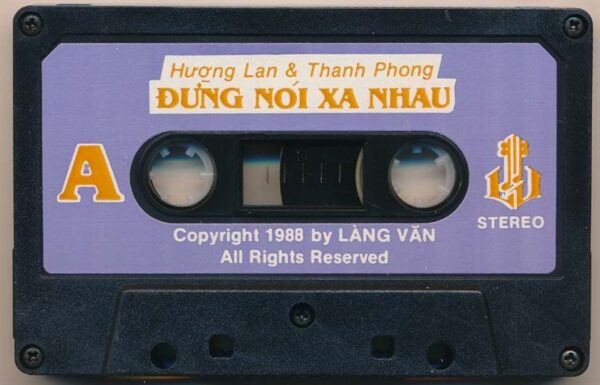 Hương Lan & Thanh Phong
ĐỪNG NÓI XA NHAU
A
STEREO
Copyright 1988 by LÀNG VĂN
All Rights Reserved